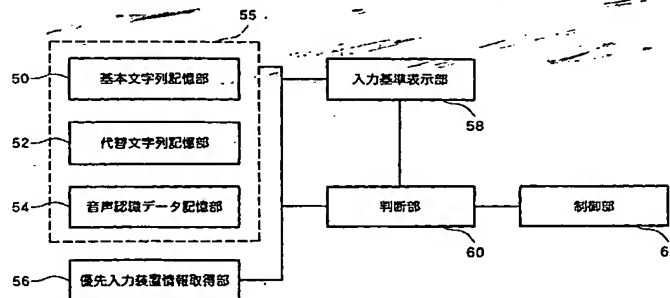 55
50
基本文字列記憶部
入力基準表示部
58
52
代替文字列記憶部
54
音声認識データ記憶部
判断部
60
制御部
6
56
優先入力装置情報取得部